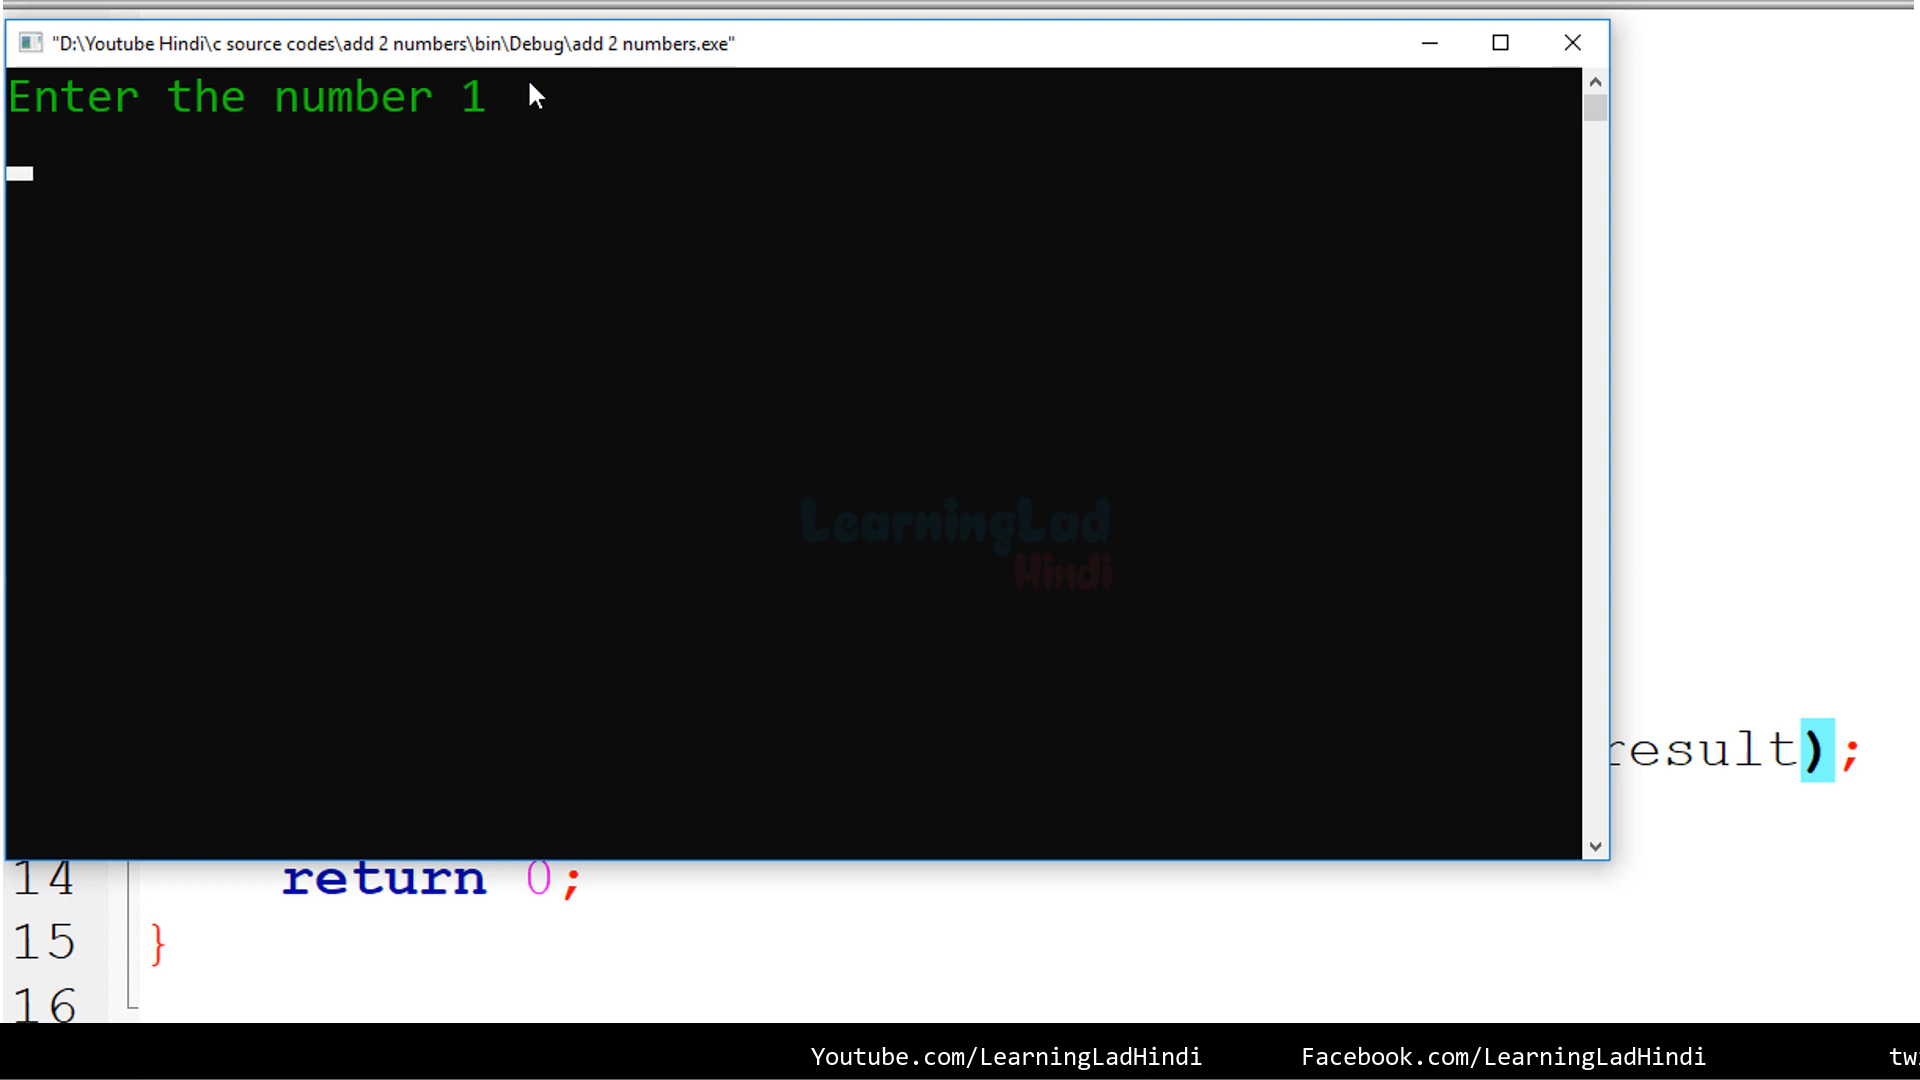 "D:\Youtube Hindi\c source codes\add 2 numbers\bin\Debug\add 2 numbers.exe"
Enter the number 1
LearningLad
Hindi
result);
14 return 0;
15 }
16
Youtube.com/LearningLadHindi Facebook.com/LearningLadHindi